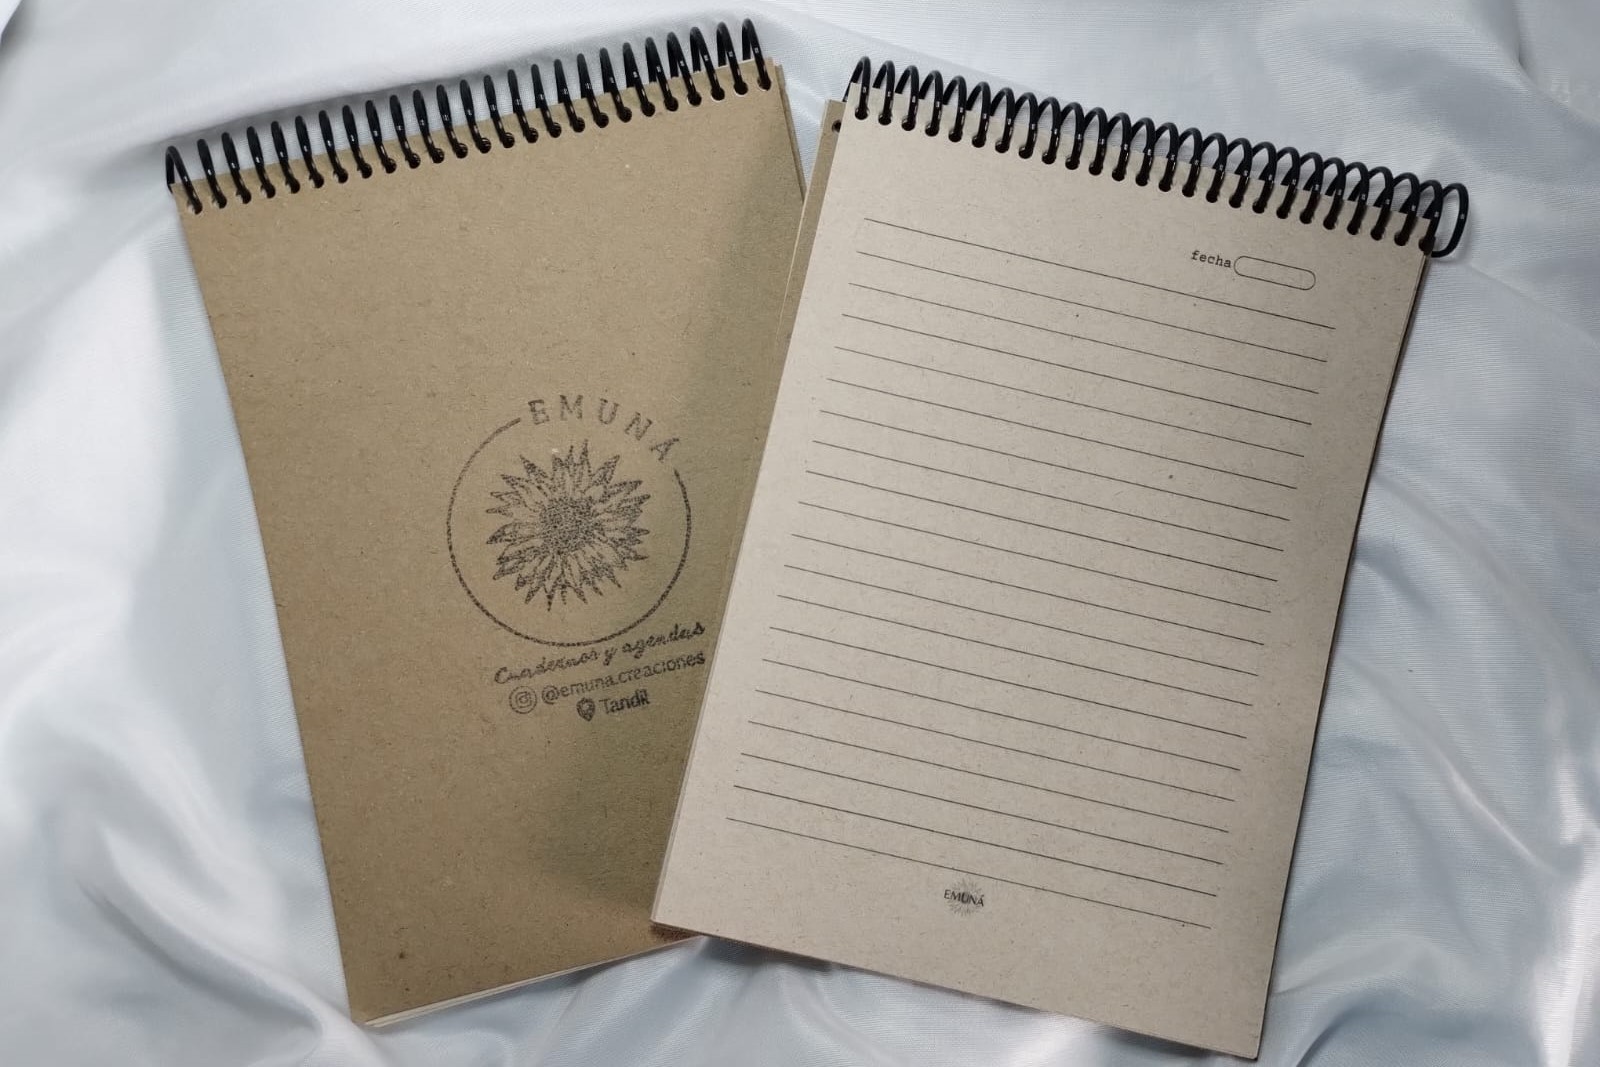 EMUNÁ
Cuadernos y agendas
@emuna.creaciones
Tandil
fecha
EMUNÁ